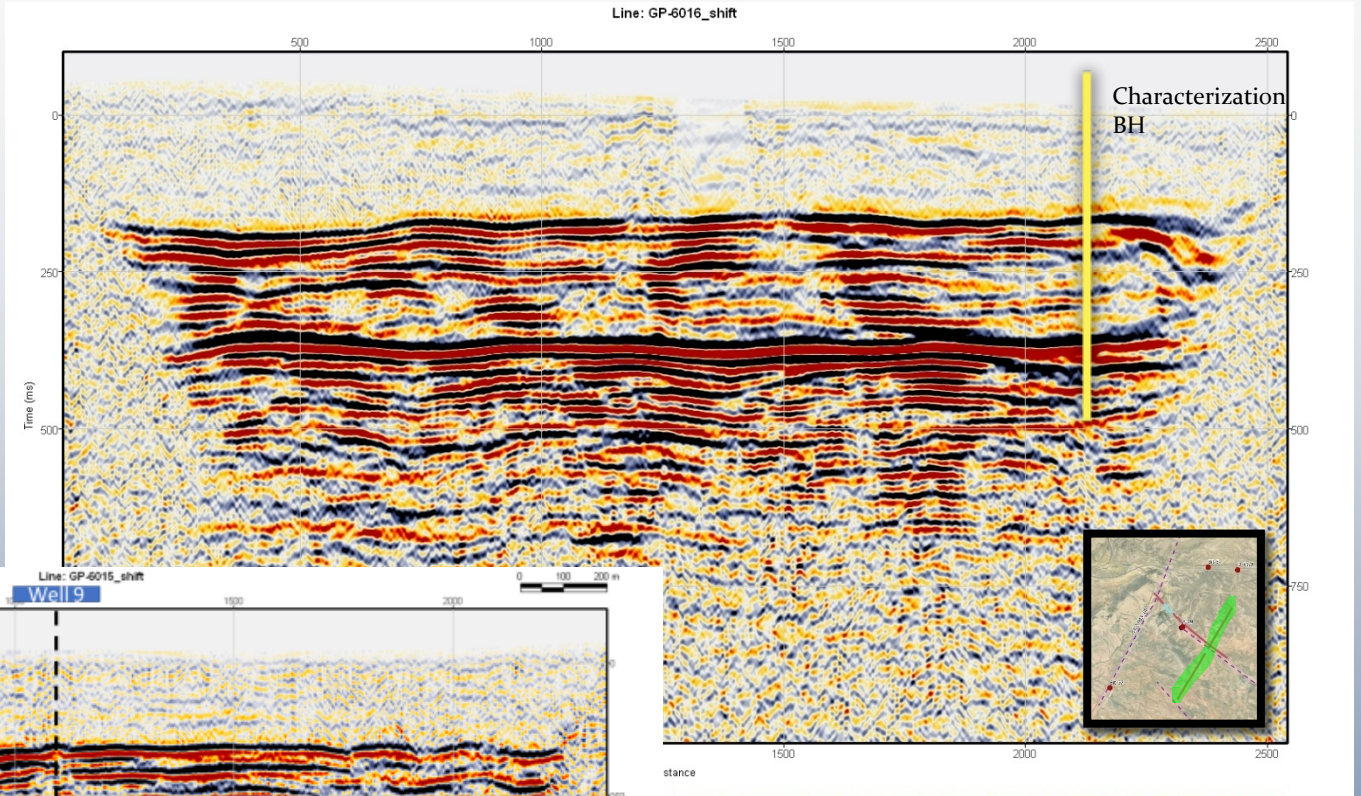 Line: GP-6016_shift
500 1000 1500 2000 2500
Characterization
BH
0 0
250 250
Time (ms)
500 500
750
Line: GP-6015_shift
0 100 200 m
Well 9
1500 2000
0
1500 2000 2500
stance